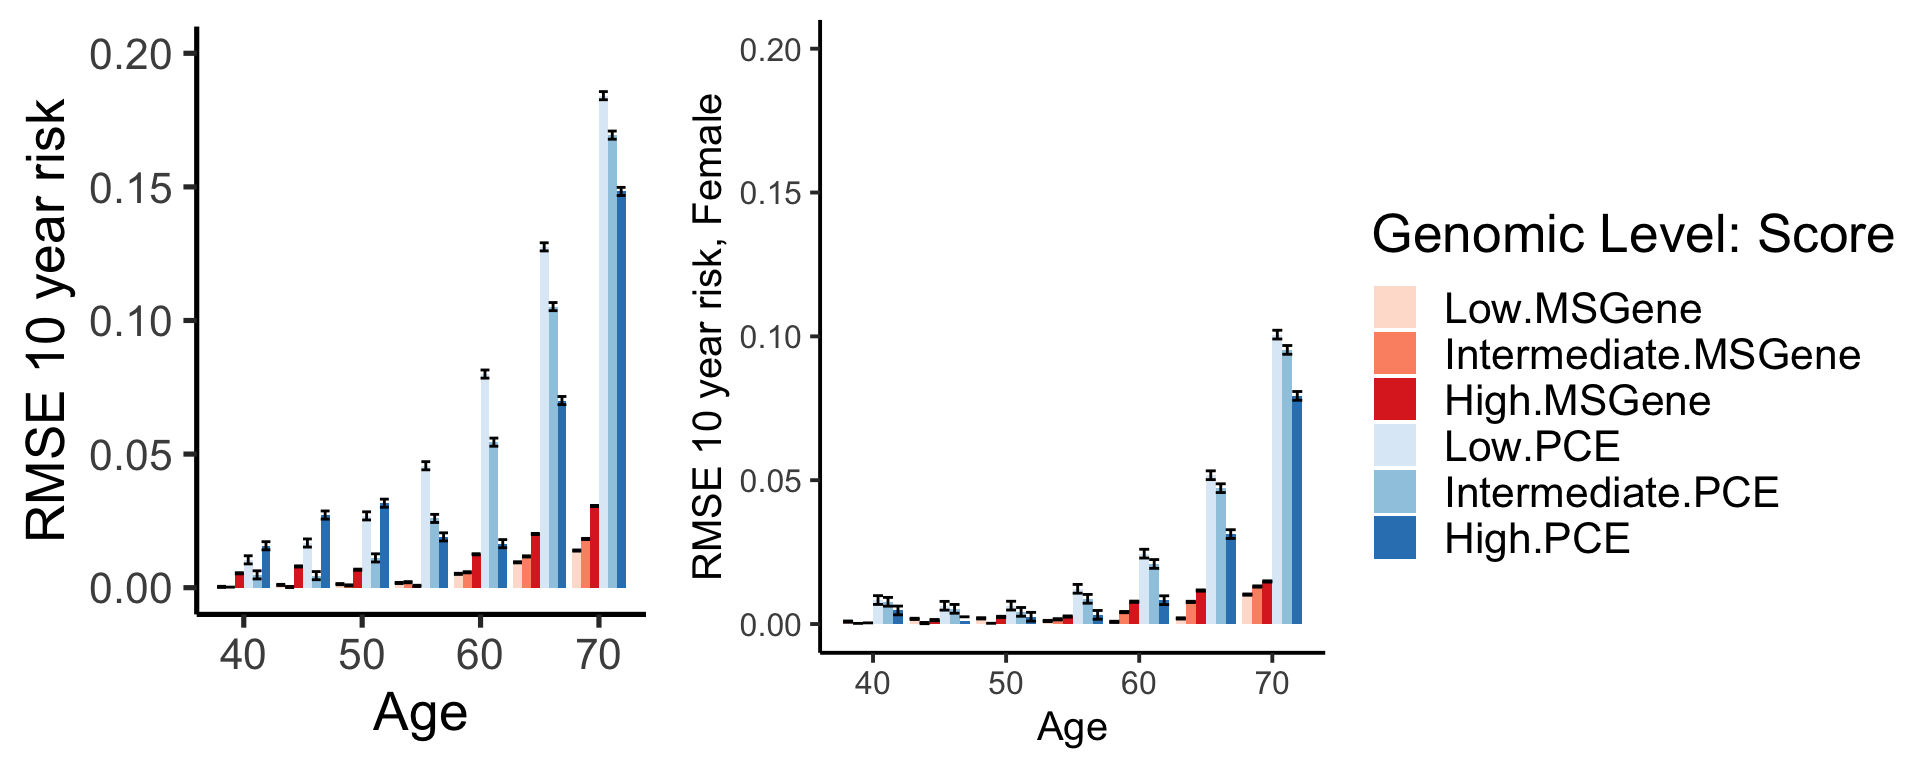 RMSE 10 year risk
0.20
0.15
0.10
0.05
0.00
40 50 60 70
Age
RMSE 10 year risk, Female
0.20
0.15
0.10
0.05
0.00
40 50 60 70
Age
Genomic Level: Score
Low.MSGene
Intermediate.MSGene
High.MSGene
Low.PCE
Intermediate.PCE
High.PCE